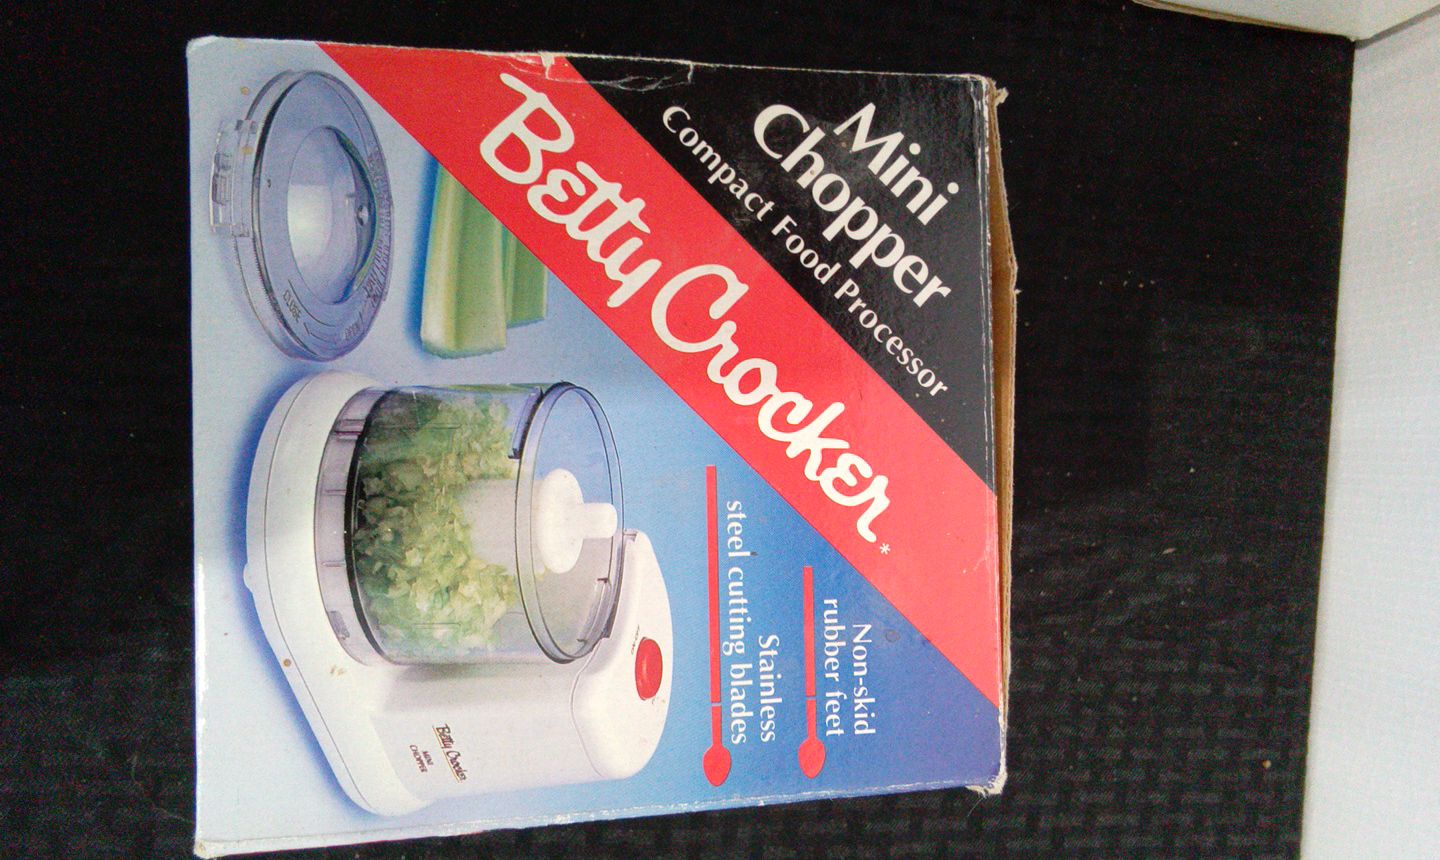 Mini
Chopper
Compact Food Processor
Betty Crocker*
Non-skid
rubber feet
Stainless
steel cutting blades
Betty Crocker
MINI
CHOPPER